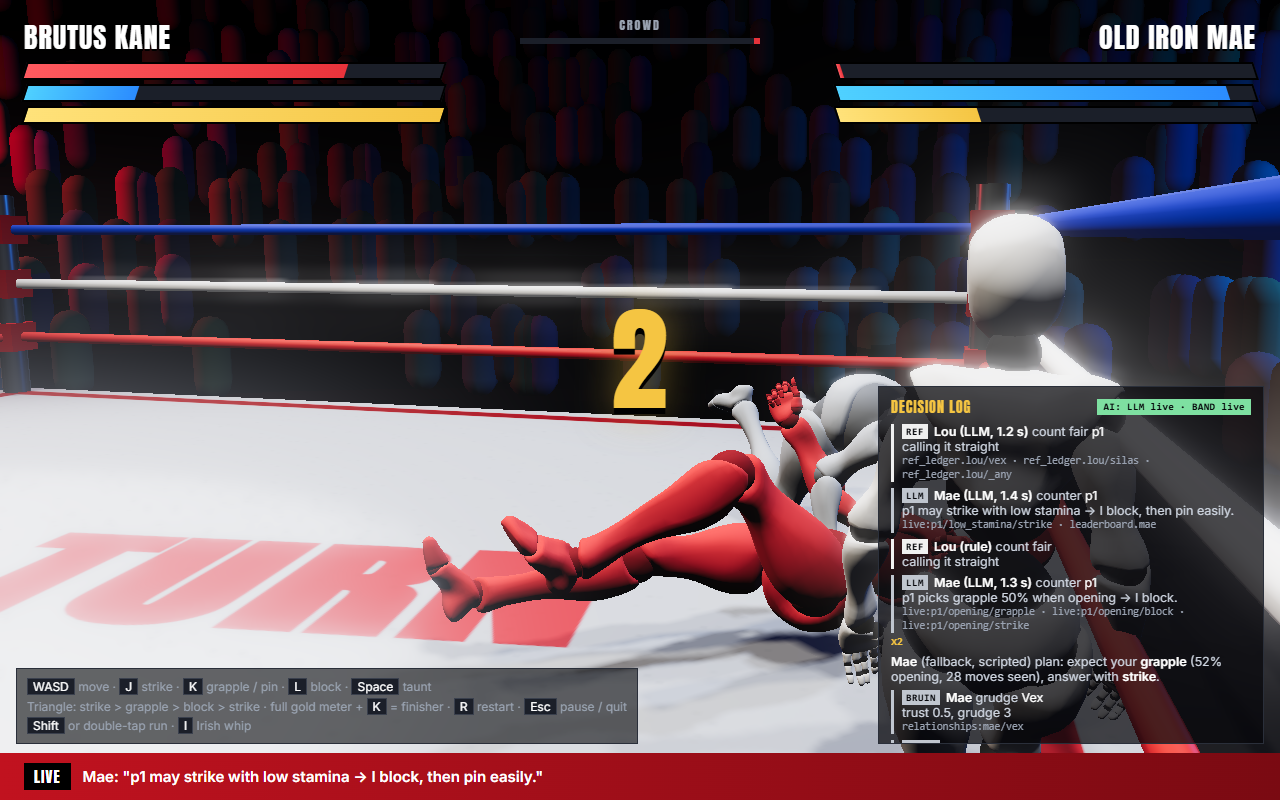 BRUTUS KANE
CROWD
OLD IRON MAE
2
TURN
DECISION LOG
AI: LLM live · BAND live
REF Lou (LLM, 1.2 s) count fair p1
calling it straight
ref_ledger.lou/vex · ref_ledger.lou/silas ·
ref_ledger.lou/_any
LLM Mae (LLM, 1.4 s) counter p1
p1 may strike with low stamina → I block, then pin easily.
live:p1/low_stamina/strike · leaderboard.mae
REF Lou (rule) count fair
calling it straight
LLM Mae (LLM, 1.3 s) counter p1
p1 picks grapple 50% when opening → I block.
live:p1/opening/grapple · live:p1/opening/block ·
live:p1/opening/strike
x2
Mae (fallback, scripted) plan: expect your grapple (52%
opening, 28 moves seen), answer with strike.
BRUIN Mae grudge Vex
trust 0.5, grudge 3
relationships:mae/vex
WASD move · J strike · K grapple / pin · L block · Space taunt
Triangle: strike > grapple > block > strike · full gold meter + K = finisher · R restart · Esc pause / quit
Shift or double-tap run · I Irish whip
LIVE Mae: "p1 may strike with low stamina → I block, then pin easily."